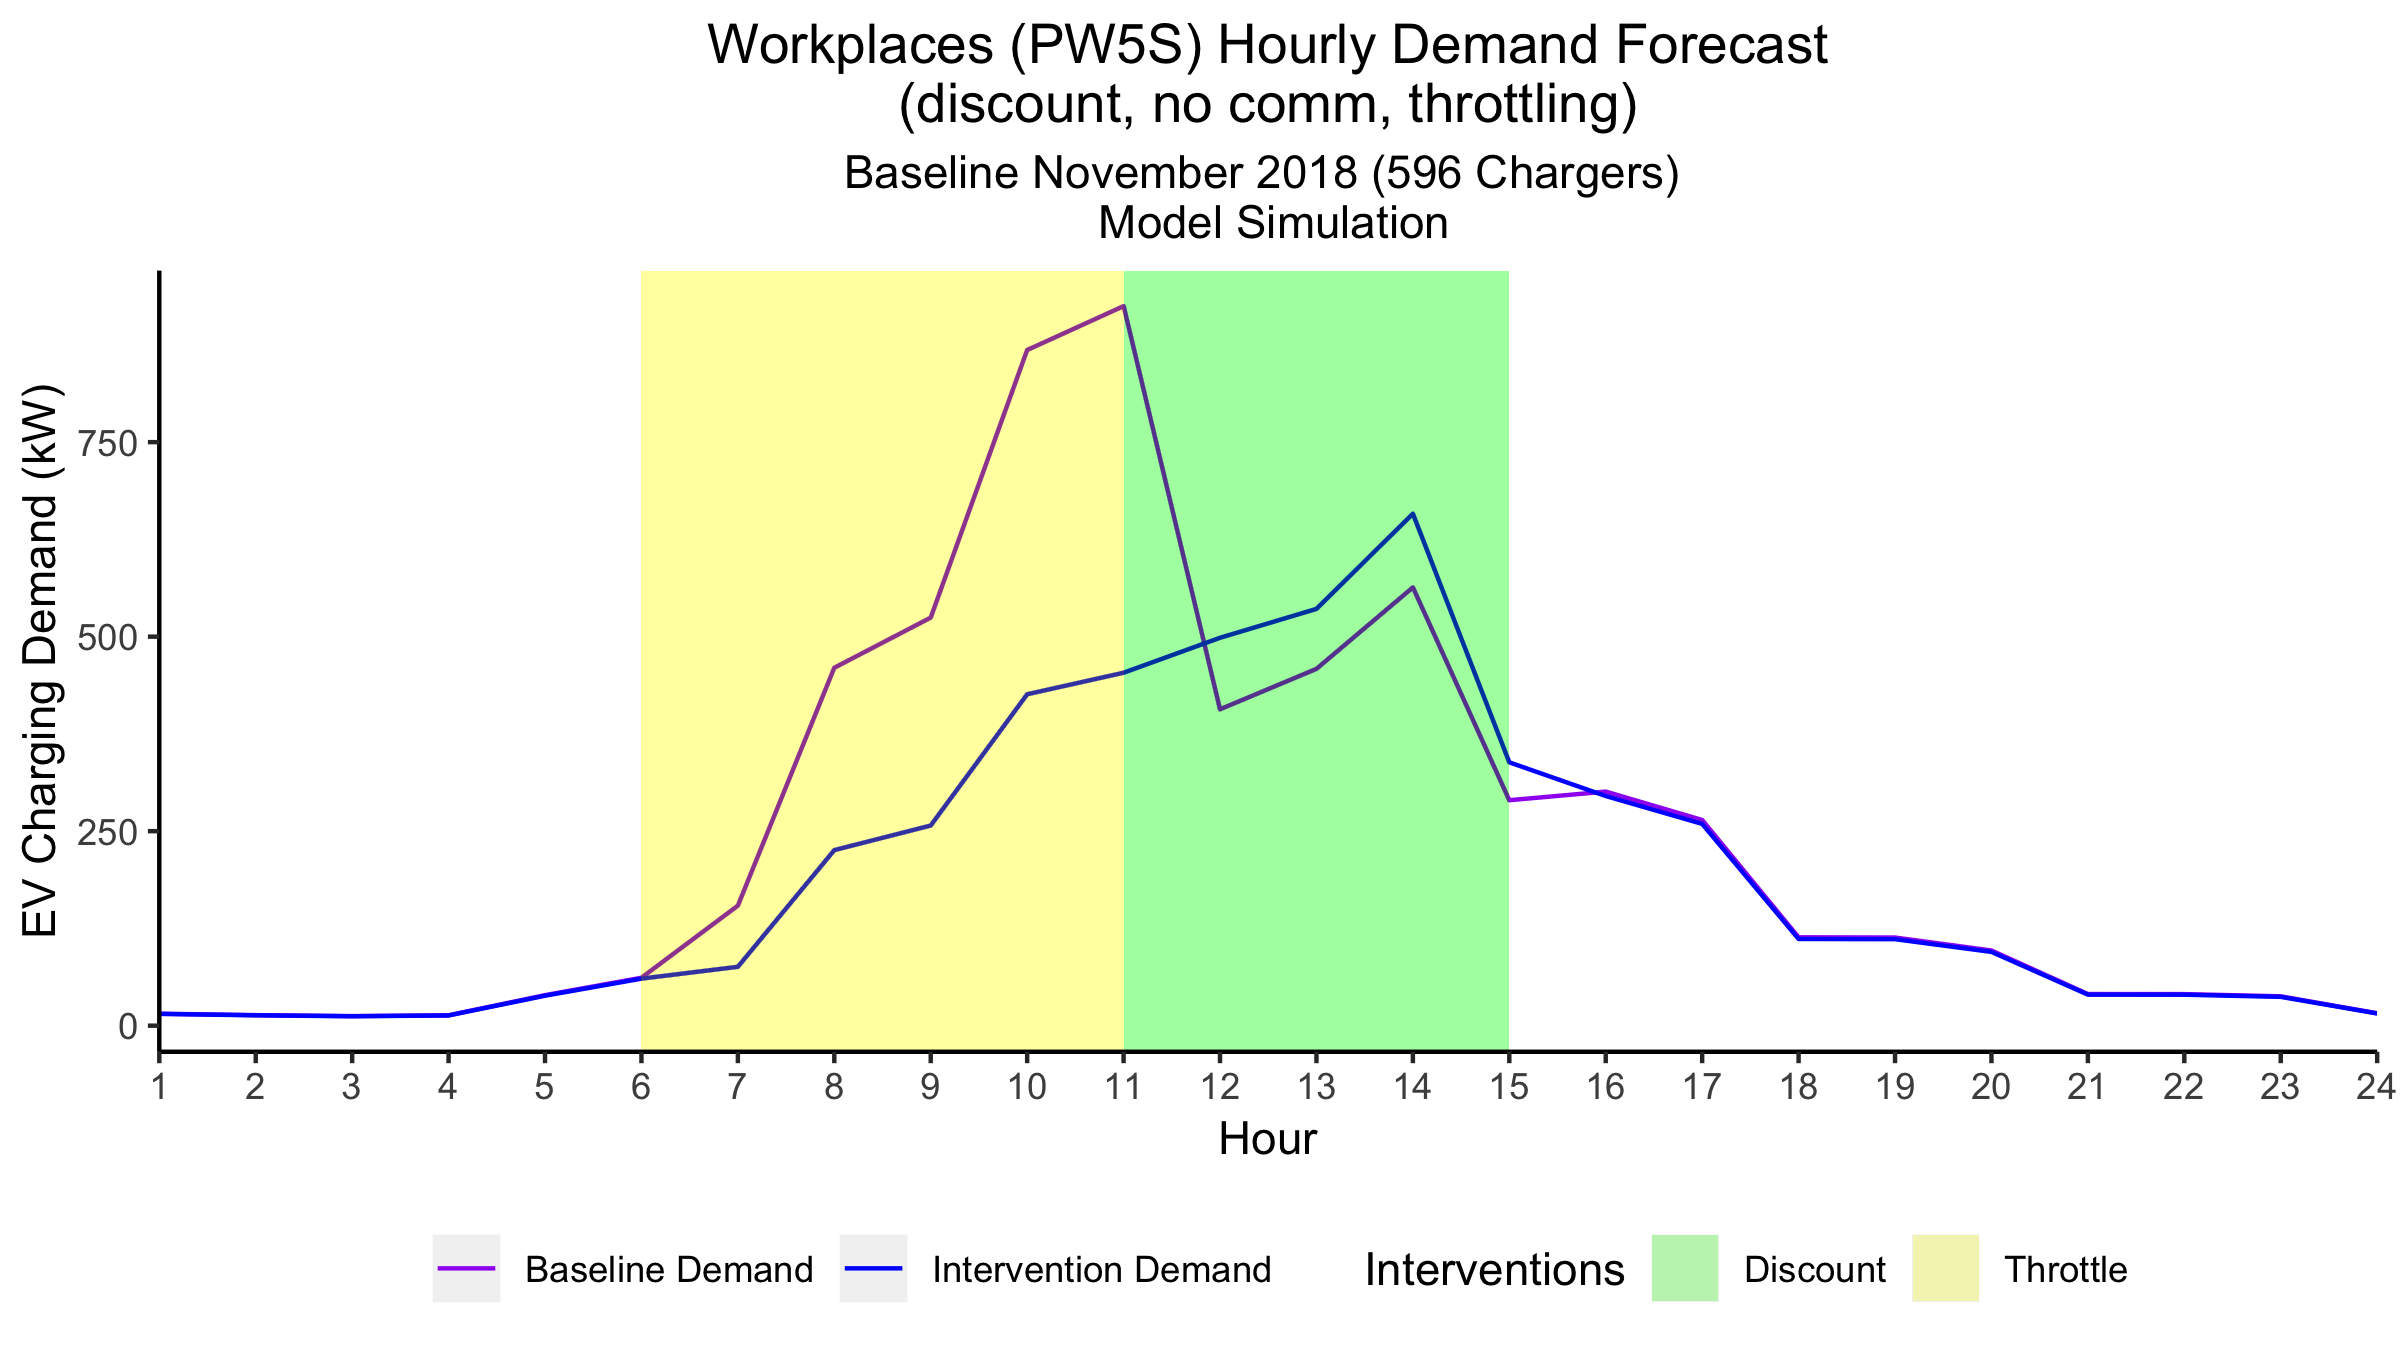 Workplaces (PW5S) Hourly Demand Forecast
(discount, no comm, throttling)
Baseline November 2018 (596 Chargers)
Model Simulation
EV Charging Demand (kW)
750
500
250
0
1 2 3 4 5 6 7 8 9 10 11 12 13 14 15 16 17 18 19 20 21 22 23 24
Hour
Baseline Demand Intervention Demand Interventions Discount Throttle